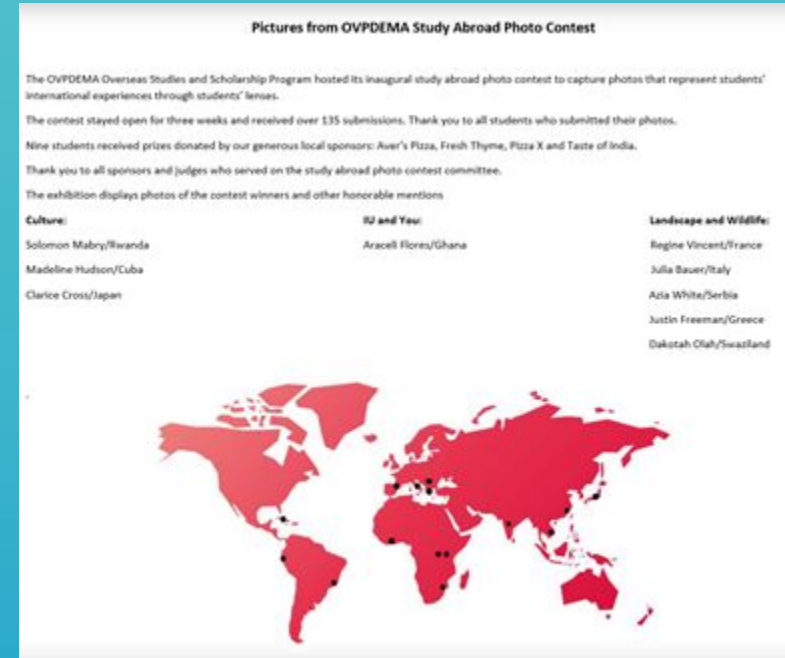 Pictures from OVPDEMA Study Abroad Photo Contest
The OVPDEMA Overseas Studies and Scholarship Program hosted its inaugural study abroad photo contest to capture photos that represent students'
international experiences through students' lenses.
The contest stayed open for three weeks and received over 135 submissions. Thank you to all students who submitted their photos.
Nine students received prizes donated by our generous local sponsors: Aver's Pizza, Fresh Thyme, Pizza X and Taste of India.
Thank you to all sponsors and judges who served on the study abroad photo contest committee.
The exhibition displays photos of the contest winners and other honorable mentions
Culture: IU and You: Landscape and Wildlife:
Solomon Mabry/Rwanda Araceli Flores/Ghana Regine Vincent/France
Madeline Hudson/Cuba Julia Bauer/Italy
Clarice Cross/Japan Azia White/Serbia
Justin Freeman/Greece
Dakotah Olah/Swaziland